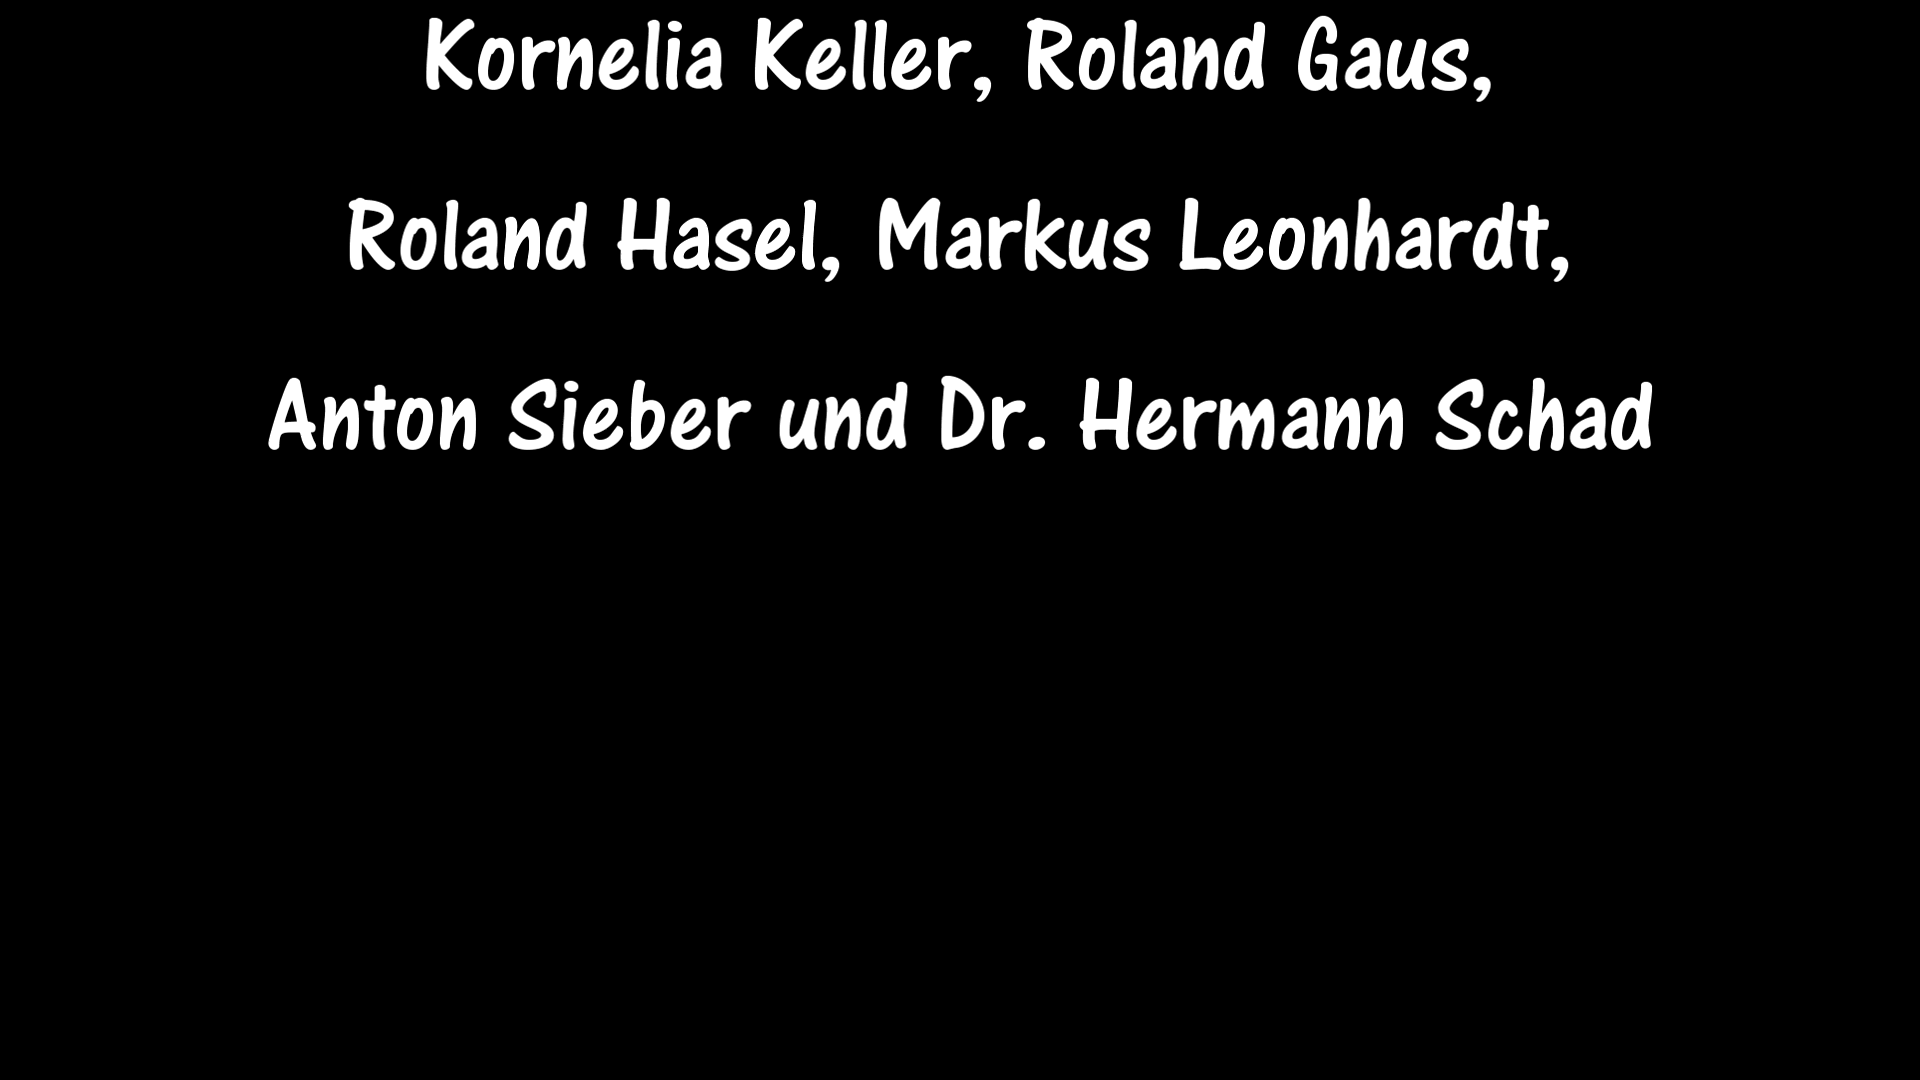 Kornelia Keller, Roland Gaus,
Roland Hasel, Markus Leonhardt,
Anton Sieber und Dr. Hermann Schad